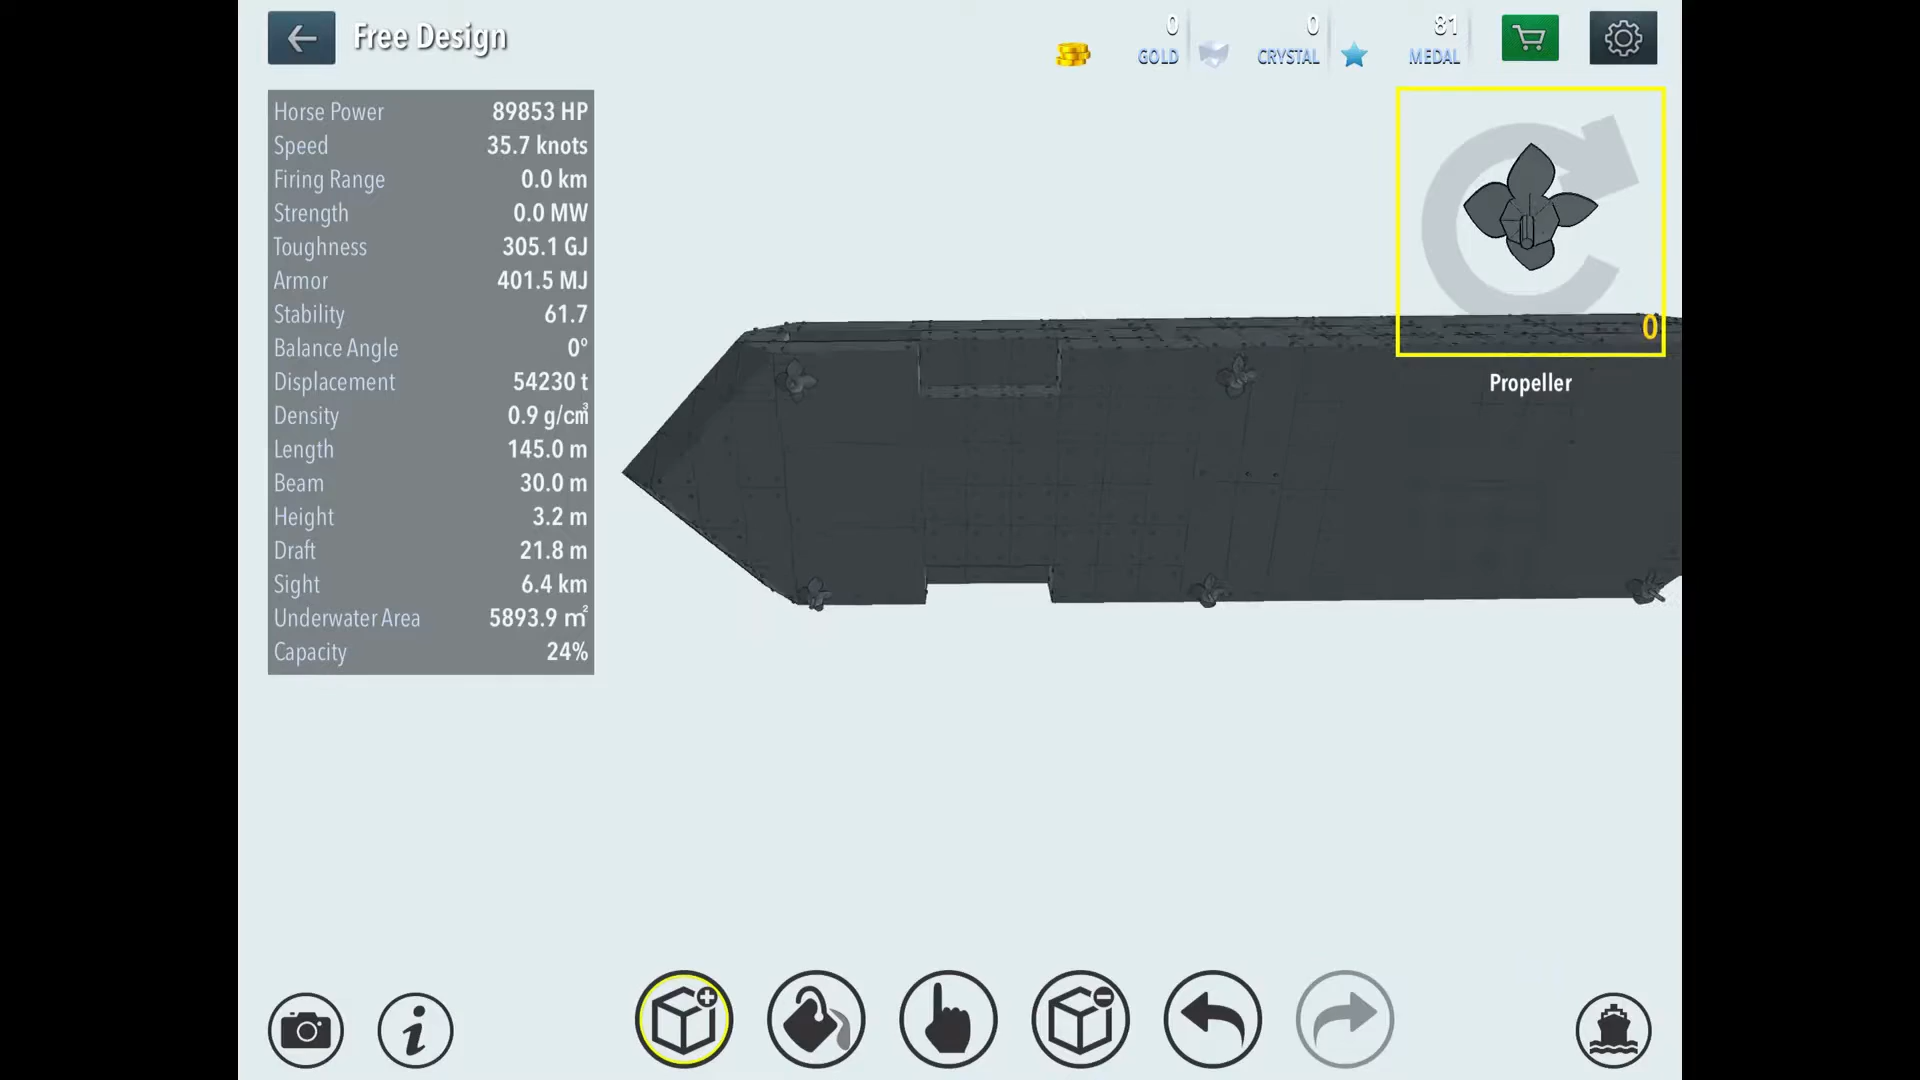 Free Design
0
GOLD
0
CRYSTAL
81
MEDAL
Horse Power 89853 HP
Speed 35.7 knots
Firing Range 0.0 km
Strength 0.0 MW
Toughness 305.1 GJ
Armor 401.5 MJ
Stability 61.7
Balance Angle 0°
Displacement 54230 t
Density 0.9 g/cm³
Length 145.0 m
Beam 30.0 m
Height 3.2 m
Draft 21.8 m
Sight 6.4 km
Underwater Area 5893.9 m²
Capacity 24%
0
Propeller